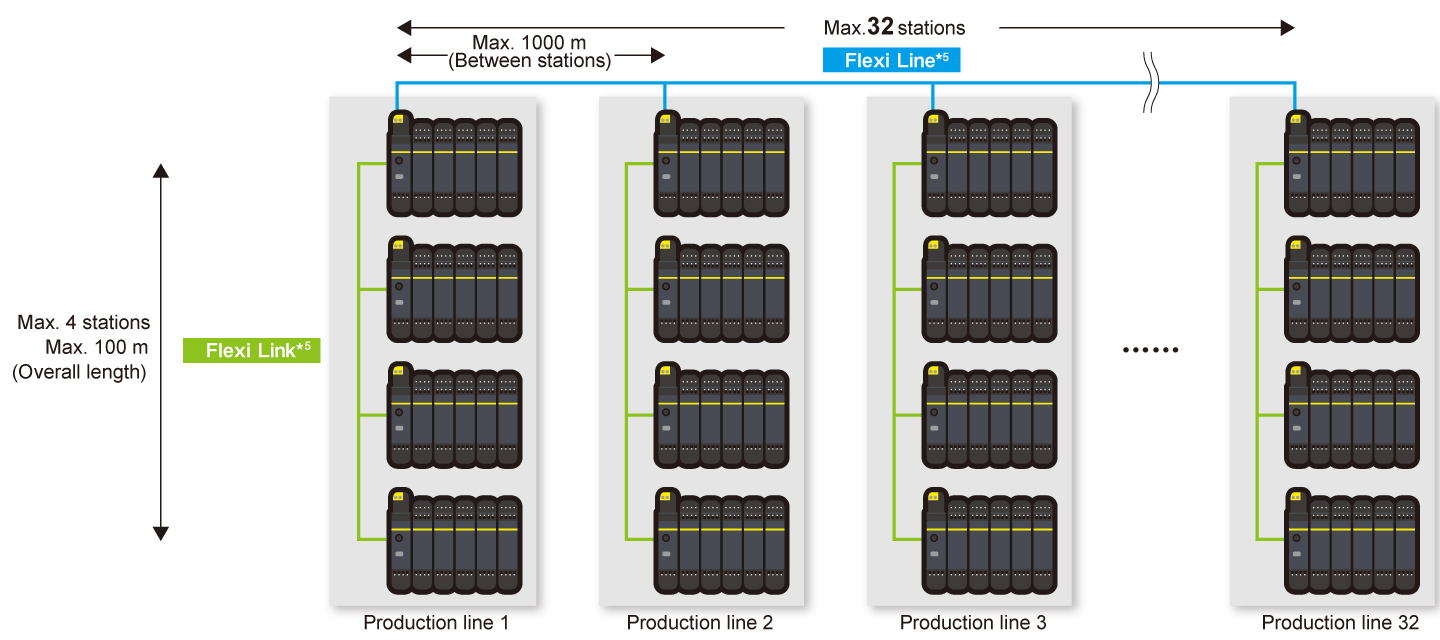 Max.32 stations
Max. 1000 m
(Between stations)
Flexi Line*5
Max. 4 stations
Max. 100 m
(Overall length)
Flexi Link*5
......
Production line 1
Production line 2
Production line 3
Production line 32